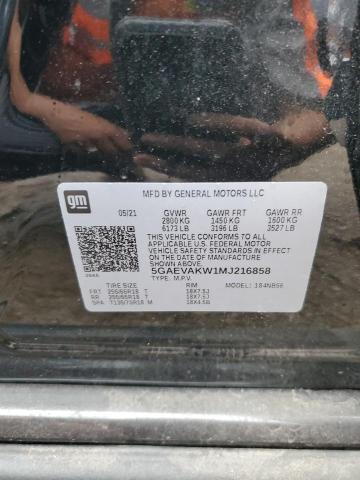 gm
MFD BY GENERAL MOTORS LLC
05/21 GVWR GAWR FRT GAWR RR
2800 KG 1450 KG 1600 KG
6173 LB 3196 LB 3527 LB
THIS VEHICLE CONFORMS TO ALL
APPLICABLE U.S. FEDERAL MOTOR
VEHICLE SAFETY STANDARDS IN
EFFECT ON THE DATE OF
MANUFACTURE SHOWN ABOVE.
5GAEVAKW1MJ216858
TYPE: M.P.V.
TIRE SIZE RIM MODEL: 184NB56
FRT 255/65R18 T 18X7.5J
RR 255/65R18 T 18X7.5J
SPA T135/70R18 M 18X4.5B